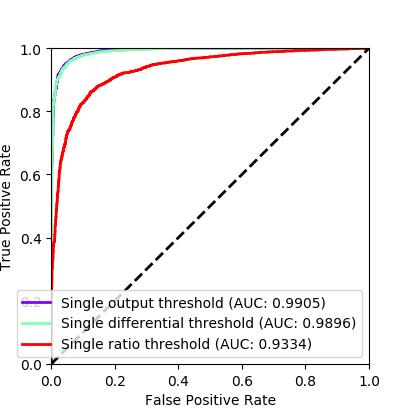 1.0
0.8
0.6
0.4
0.2
0.0
True Positive Rate
Single output threshold (AUC: 0.9905)
Single differential threshold (AUC: 0.9896)
Single ratio threshold (AUC: 0.9334)
0.0 0.2 0.4 0.6 0.8 1.0
False Positive Rate